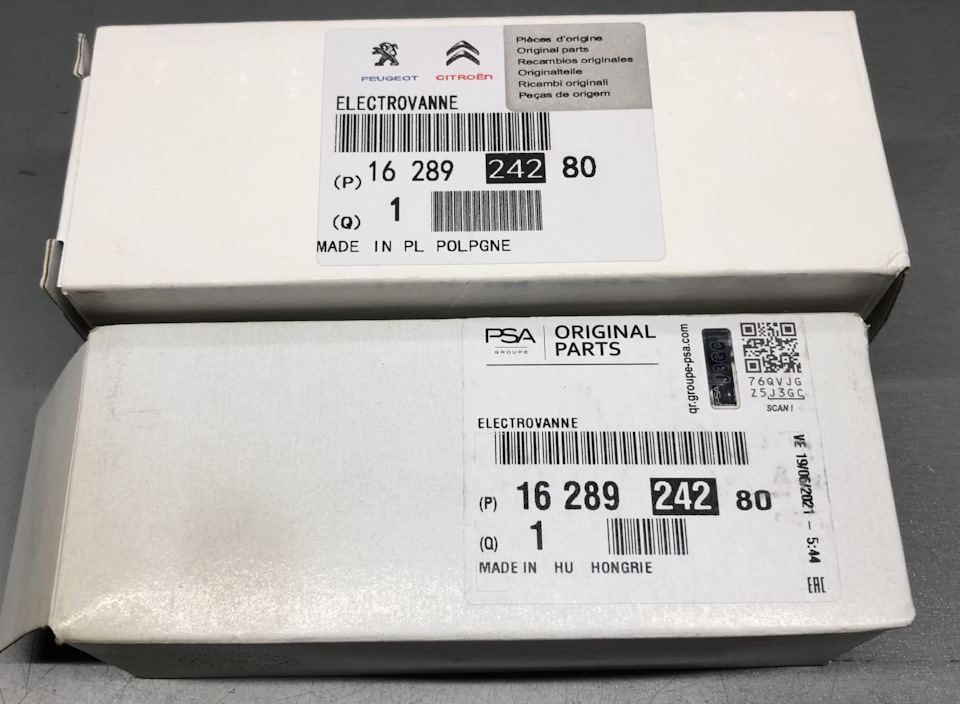 PEUGEOT
CITROËN
Pièces d'origine
Original parts
Recambios originales
Originalteile
Ricambi originali
Peças de origem
ELECTROVANNE
(P) 16 289 242 80
(Q) 1
MADE IN PL POLPGNE
PSA
GROUPE
ORIGINAL
PARTS
qr.groupe-psa.com
J3GC
76QVJG
Z5J3GC
SCAN!
ELECTROVANNE
(P) 16 289 242 80
(Q) 1
MADE IN HU HONGRIE
VE 19/06/2021 - 5:44
EAC